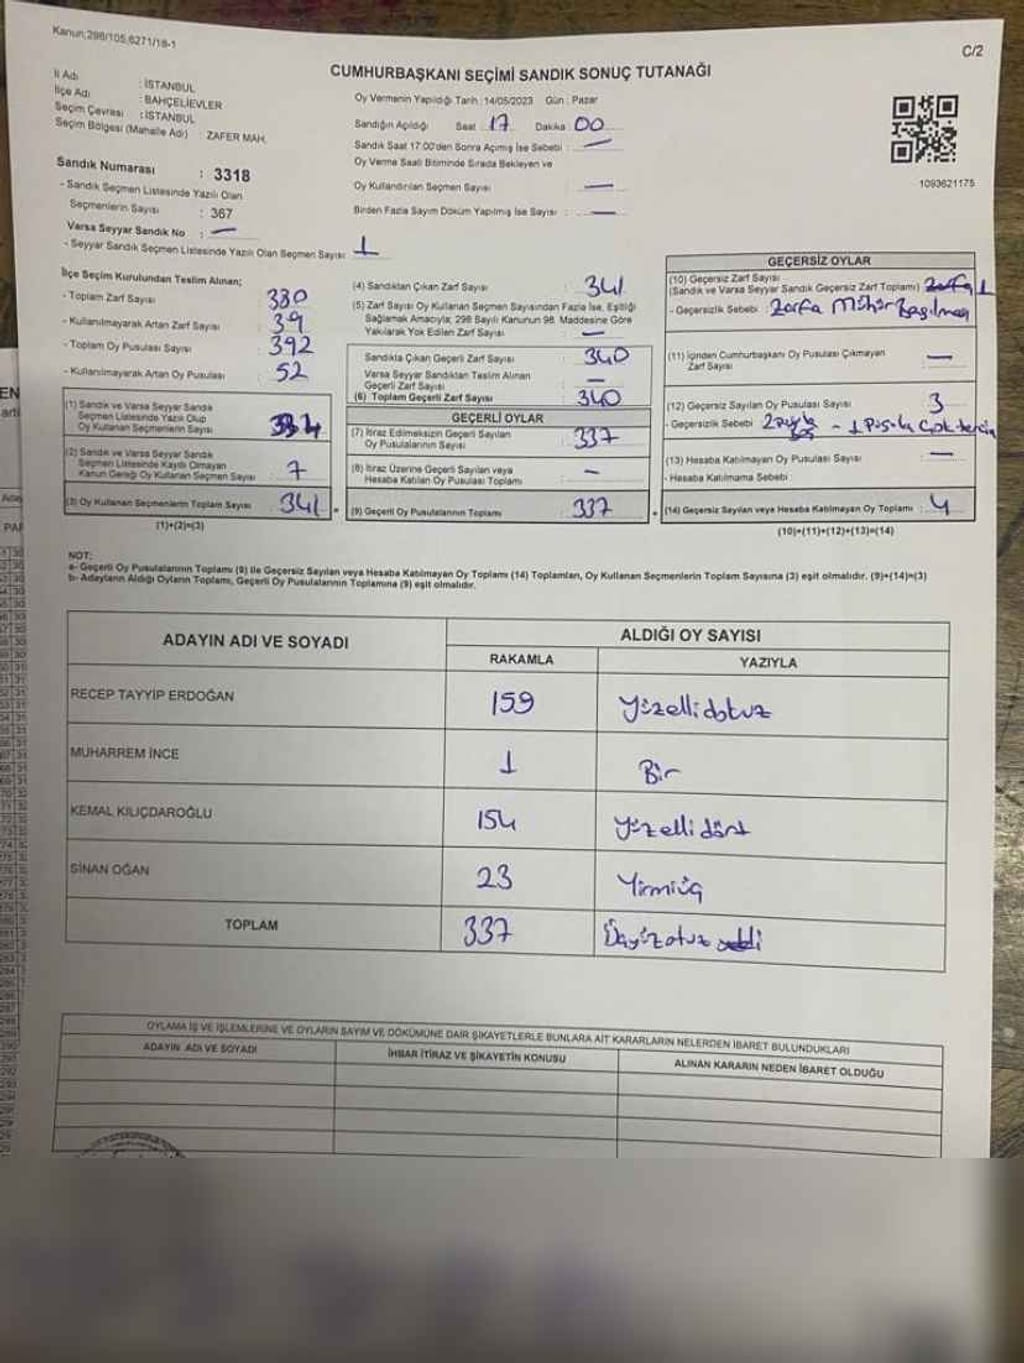 Kanun;298/105,6271/18-1
C/2
CUMHURBAŞKANI SEÇİMİ SANDIK SONUÇ TUTANAĞI
İl Adı : İSTANBUL
İlçe Adı : BAHÇELİEVLER
Seçim Çevresi : İSTANBUL
Seçim Bölgesi (Mahalle Adı) : ZAFER MAH.
Oy Vermenin Yapıldığı Tarih : 14/05/2023 Gün : Pazar
Sandığın Açıldığı Saat 17 Dakika 00
Sandık Saat 17:00'den Sonra Açımış İse Sebebi : —
Oy Verme Saati Bitiminde Sırada Bekleyen ve
Oy Kullandırılan Seçmen Sayısı : —
Birden Fazla Sayım Döküm Yapılmış İse Sayısı : —
1093621175
Sandık Numarası : 3318
- Sandık Seçmen Listesinde Yazılı Olan
Seçmenlerin Sayısı : 367
Varsa Seyyar Sandık No : —
- Seyyar Sandık Seçmen Listesinde Yazılı Olan Seçmen Sayısı: 1
İlçe Seçim Kurulundan Teslim Alınan;
- Toplam Zarf Sayısı : 380
- Kullanılmayarak Artan Zarf Sayısı : 39
- Toplam Oy Pusulası Sayısı : 392
- Kullanılmayarak Artan Oy Pusulası : 52
(1) Sandık ve Varsa Seyyar Sandık
Seçmen Listesinde Yazılı Olup
Oy Kullanan Seçmenlerin Sayısı : 334
(2) Sandık ve Varsa Seyyar Sandık
Seçmen Listesinde Kayıtlı Olmayan
Kanun Gereği Oy Kullanan Seçmen Sayısı : 7
(3) Oy Kullanan Seçmenlerin Toplam Sayısı : 341
(1)+(2)=(3)
(4) Sandıktan Çıkan Zarf Sayısı : 341
(5) Zarf Sayısı Oy Kullanan Seçmen Sayısından Fazla İse, Eşitliği
Sağlamak Amacıyla; 298 Sayılı Kanunun 98. Maddesine Göre
Yakılarak Yok Edilen Zarf Sayısı : —
Sandıkta Çıkan Geçerli Zarf Sayısı : 340
Varsa Seyyar Sandıktan Teslim Alınan
Geçerli Zarf Sayısı : —
(6) Toplam Geçerli Zarf Sayısı : 340
GEÇERLİ OYLAR
(7) İtiraz Edilmeksizin Geçerli Sayılan
Oy Pusulalarının Sayısı : 337
(8) İtiraz Üzerine Geçerli Sayılan veya
Hesaba Katılan Oy Pusulası Toplamı : —
(9) Geçerli Oy Pusulalarının Toplamı : 337
GEÇERSİZ OYLAR
(10) Geçersiz Zarf Sayısı
(Sandık ve Varsa Seyyar Sandık Geçersiz Zarf Toplamı) 1
- Geçersizlik Sebebi : Zarfa Mühür Basılması
(11) İçinden Cumhurbaşkanı Oy Pusulası Çıkmayan
Zarf Sayısı : —
(12) Geçersiz Sayılan Oy Pusulası Sayısı : 3
- Geçersizlik Sebebi - 1 Pusula Çok tercih
(13) Hesaba Katılmayan Oy Pusulası Sayısı : —
- Hesaba Katılmama Sebebi
(14) Geçersiz Sayılan veya Hesaba Katılmayan Oy Toplamı : 4
(10)+(11)+(12)+(13)=(14)
NOT:
a- Geçerli Oy Pusulalarının Toplamı (9) ile Geçersiz Sayılan veya Hesaba Katılmayan Oy Toplamı (14) Toplamları, Oy Kullanan Seçmenlerin Toplam Sayısına (3) eşit olmalıdır. (9)+(14)=(3)
b- Adayların Aldığı Oyların Toplamı, Geçerli Oy Pusulalarının Toplamına (9) eşit olmalıdır.
ADAYIN ADI VE SOYADI
ALDIĞI OY SAYISI
RAKAMLA YAZIYLA
RECEP TAYYİP ERDOĞAN 159 Yüzellidokuz
MUHARREM İNCE 1 Bir
KEMAL KILIÇDAROĞLU 154 Yüzellidört
SİNAN OĞAN 23 Yirmiüç
TOPLAM 337 Üçyüzotuz yedi
OYLAMA İŞ VE İŞLEMLERİNE VE OYLARIN SAYIM VE DÖKÜMÜNE DAİR ŞİKAYETLERLE BUNLARA AİT KARARLARIN NELERDEN İBARET BULUNDUKLARI
ADAYIN ADI VE SOYADI İHBAR İTİRAZ VE ŞİKAYETİN KONUSU ALINAN KARARIN NEDEN İBARET OLDUĞU